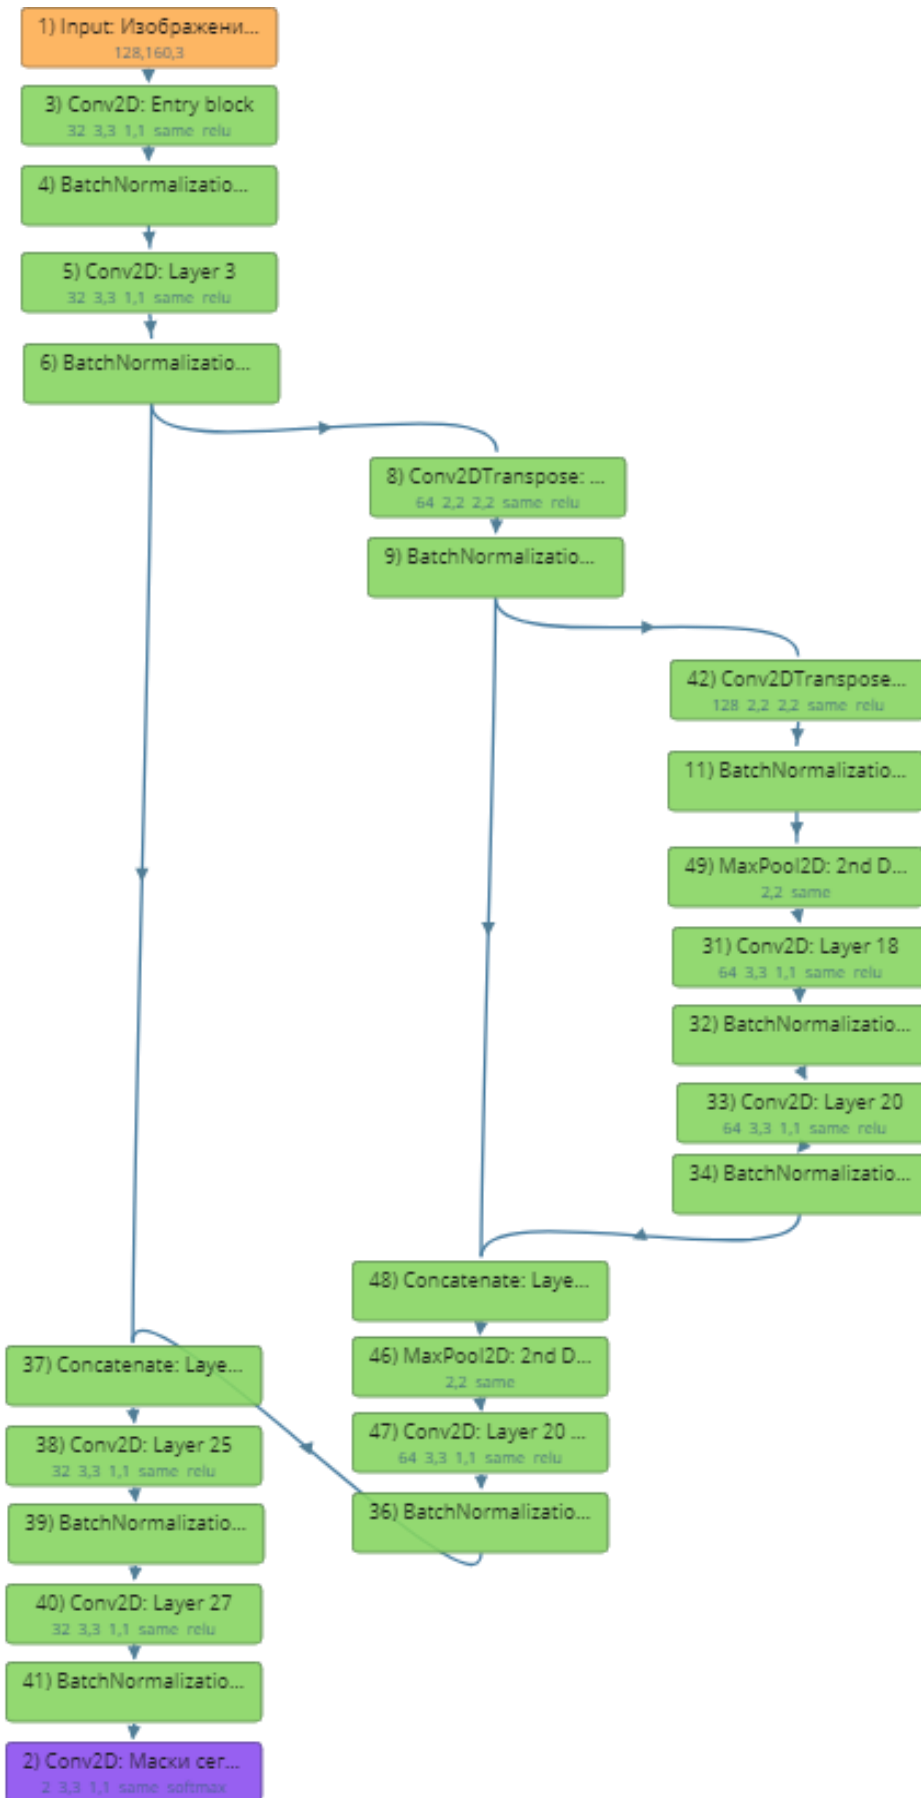 1) Input: Изображени...
128,160,3
3) Conv2D: Entry block
32 3,3 1,1 same relu
4) BatchNormalizatio...
5) Conv2D: Layer 3
32 3,3 1,1 same relu
6) BatchNormalizatio...
8) Conv2DTranspose: ...
64 2,2 2,2 same relu
9) BatchNormalizatio...
42) Conv2DTranspose...
128 2,2 2,2 same relu
11) BatchNormalizatio...
49) MaxPool2D: 2nd D...
2,2 same
31) Conv2D: Layer 18
64 3,3 1,1 same relu
32) BatchNormalizatio...
33) Conv2D: Layer 20
64 3,3 1,1 same relu
34) BatchNormalizatio...
48) Concatenate: Laye...
46) MaxPool2D: 2nd D...
2,2 same
47) Conv2D: Layer 20 ...
64 3,3 1,1 same relu
36) BatchNormalizatio...
37) Concatenate: Laye...
38) Conv2D: Layer 25
32 3,3 1,1 same relu
39) BatchNormalizatio...
40) Conv2D: Layer 27
32 3,3 1,1 same relu
41) BatchNormalizatio...
2) Conv2D: Маски сег...
2 3,3 1,1 same softmax